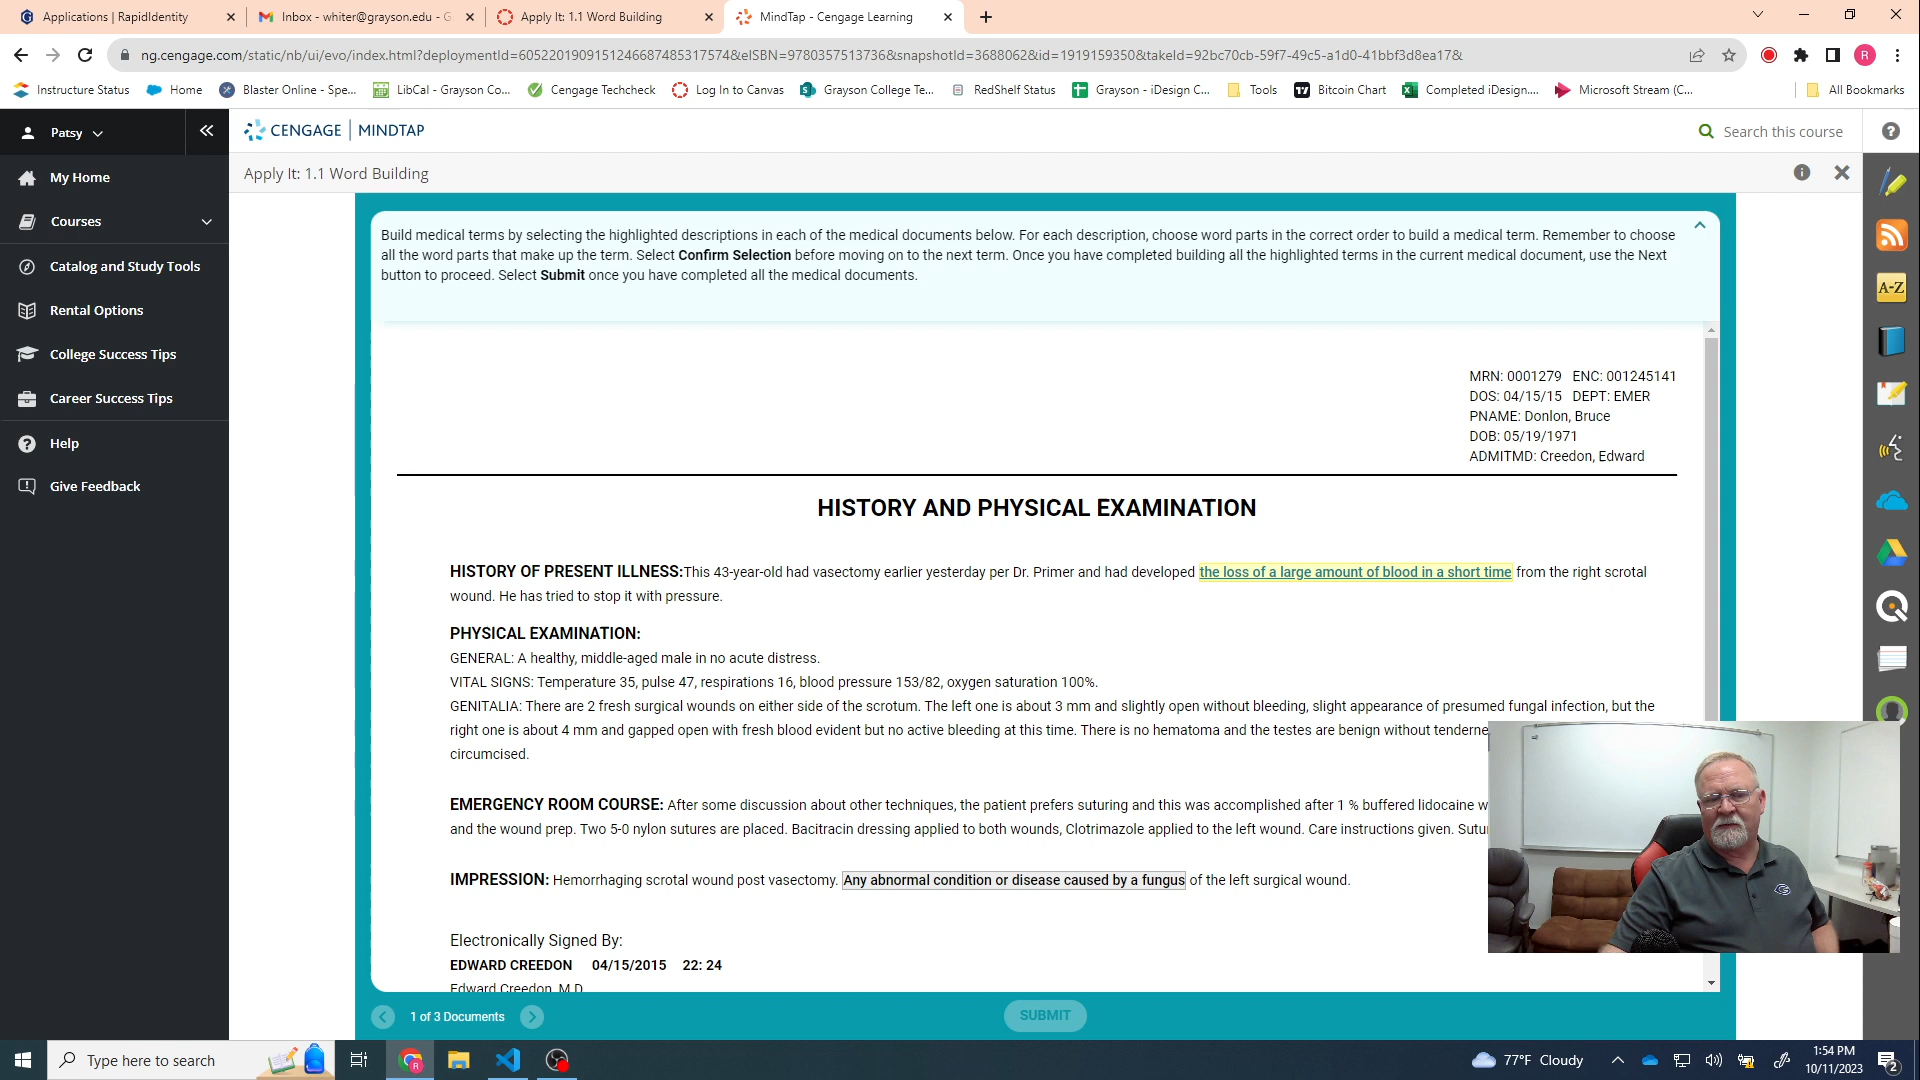 Applications | RapidIdentity
Inbox - whiter@grayson.edu - G
Apply It: 1.1 Word Building
MindTap - Cengage Learning
ng.cengage.com/static/nb/ui/evo/index.html?deploymentId=6052201909151246687485317574&eISBN=9780357513736&snapshotId=3688062&id=1919159350&takeId=92bc70cb-59f7-49c5-a1d0-41bbf3d8ea17&
R
Instructure Status
Home
Blaster Online - Spe...
LibCal - Grayson Co...
Cengage Techcheck
Log In to Canvas
Grayson College Te...
RedShelf Status
Grayson - iDesign C...
Tools
Bitcoin Chart
Completed iDesign....
Microsoft Stream (C...
All Bookmarks
Patsy
CENGAGE | MINDTAP
Search this course
My Home
Courses
Catalog and Study Tools
Rental Options
College Success Tips
Career Success Tips
Help
Give Feedback
Apply It: 1.1 Word Building
A-Z
Build medical terms by selecting the highlighted descriptions in each of the medical documents below. For each description, choose word parts in the correct order to build a medical term. Remember to choose
all the word parts that make up the term. Select Confirm Selection before moving on to the next term. Once you have completed building all the highlighted terms in the current medical document, use the Next
button to proceed. Select Submit once you have completed all the medical documents.
MRN: 0001279 ENC: 001245141
DOS: 04/15/15 DEPT: EMER
PNAME: Donlon, Bruce
DOB: 05/19/1971
ADMITMD: Creedon, Edward
HISTORY AND PHYSICAL EXAMINATION
HISTORY OF PRESENT ILLNESS:This 43-year-old had vasectomy earlier yesterday per Dr. Primer and had developed the loss of a large amount of blood in a short time from the right scrotal
wound. He has tried to stop it with pressure.
PHYSICAL EXAMINATION:
GENERAL: A healthy, middle-aged male in no acute distress.
VITAL SIGNS: Temperature 35, pulse 47, respirations 16, blood pressure 153/82, oxygen saturation 100%.
GENITALIA: There are 2 fresh surgical wounds on either side of the scrotum. The left one is about 3 mm and slightly open without bleeding, slight appearance of presumed fungal infection, but the
right one is about 4 mm and gapped open with fresh blood evident but no active bleeding at this time. There is no hematoma and the testes are benign without tenderne
circumcised.
EMERGENCY ROOM COURSE: After some discussion about other techniques, the patient prefers suturing and this was accomplished after 1 % buffered lidocaine w
and the wound prep. Two 5-0 nylon sutures are placed. Bacitracin dressing applied to both wounds, Clotrimazole applied to the left wound. Care instructions given. Sutu
IMPRESSION: Hemorrhaging scrotal wound post vasectomy. Any abnormal condition or disease caused by a fungus of the left surgical wound.
Electronically Signed By:
EDWARD CREEDON 04/15/2015 22: 24
Edward Creedon, M.D.
1 of 3 Documents
SUBMIT
Type here to search
77°F Cloudy
1:54 PM
10/11/2023
2